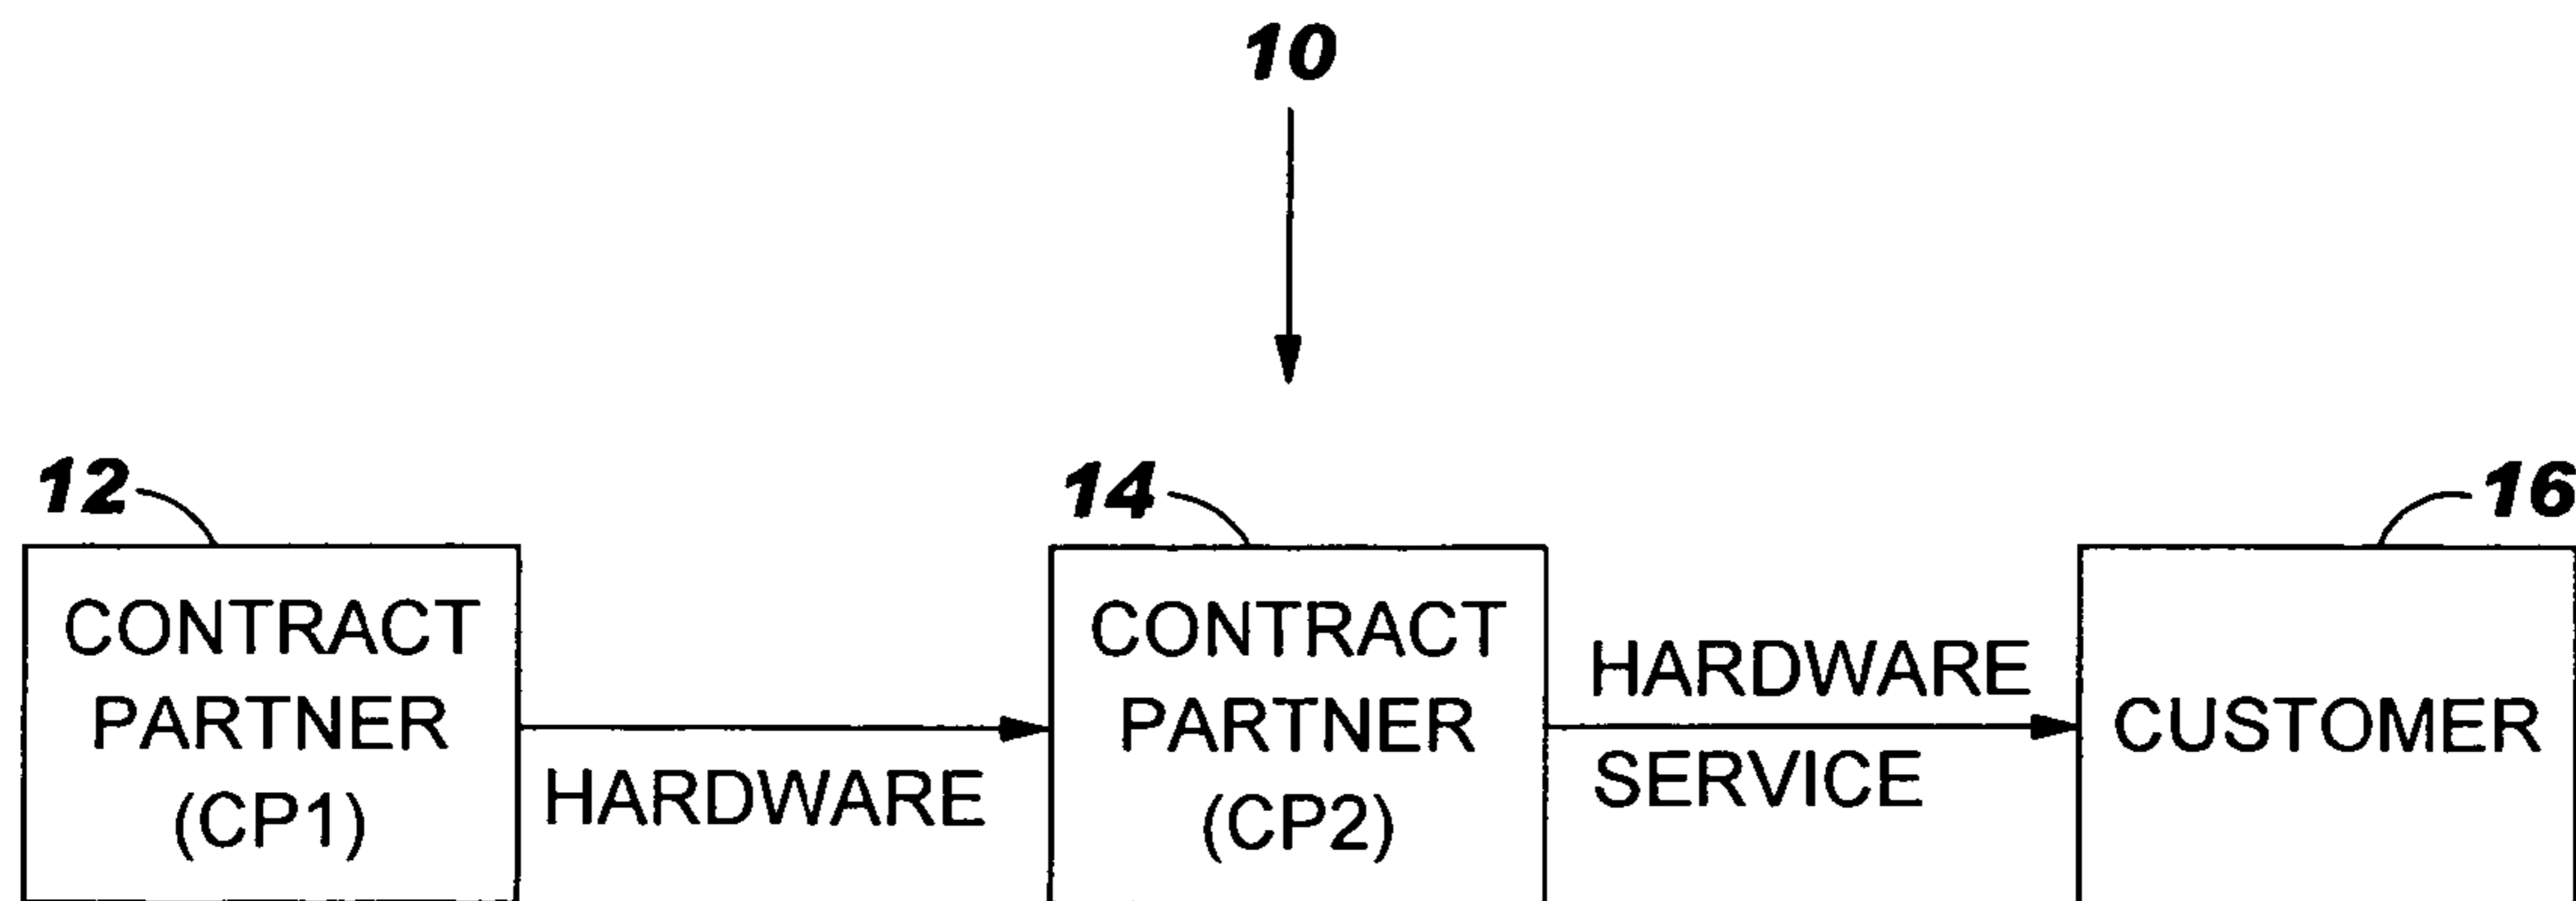 10
12
14
16
CONTRACT
PARTNER
(CP1)
HARDWARE
CONTRACT
PARTNER
(CP2)
HARDWARE
SERVICE
CUSTOMER